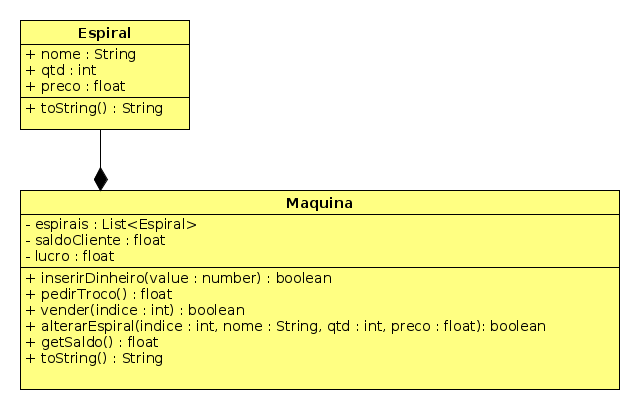 Espiral
+ nome : String
+ qtd : int
+ preco : float
+ toString() : String
Maquina
- espirais : List<Espiral>
- saldoCliente : float
- lucro : float
+ inserirDinheiro(value : number) : boolean
+ pedirTroco() : float
+ vender(indice : int) : boolean
+ alterarEspiral(indice : int, nome : String, qtd : int, preco : float): boolean
+ getSaldo() : float
+ toString() : String